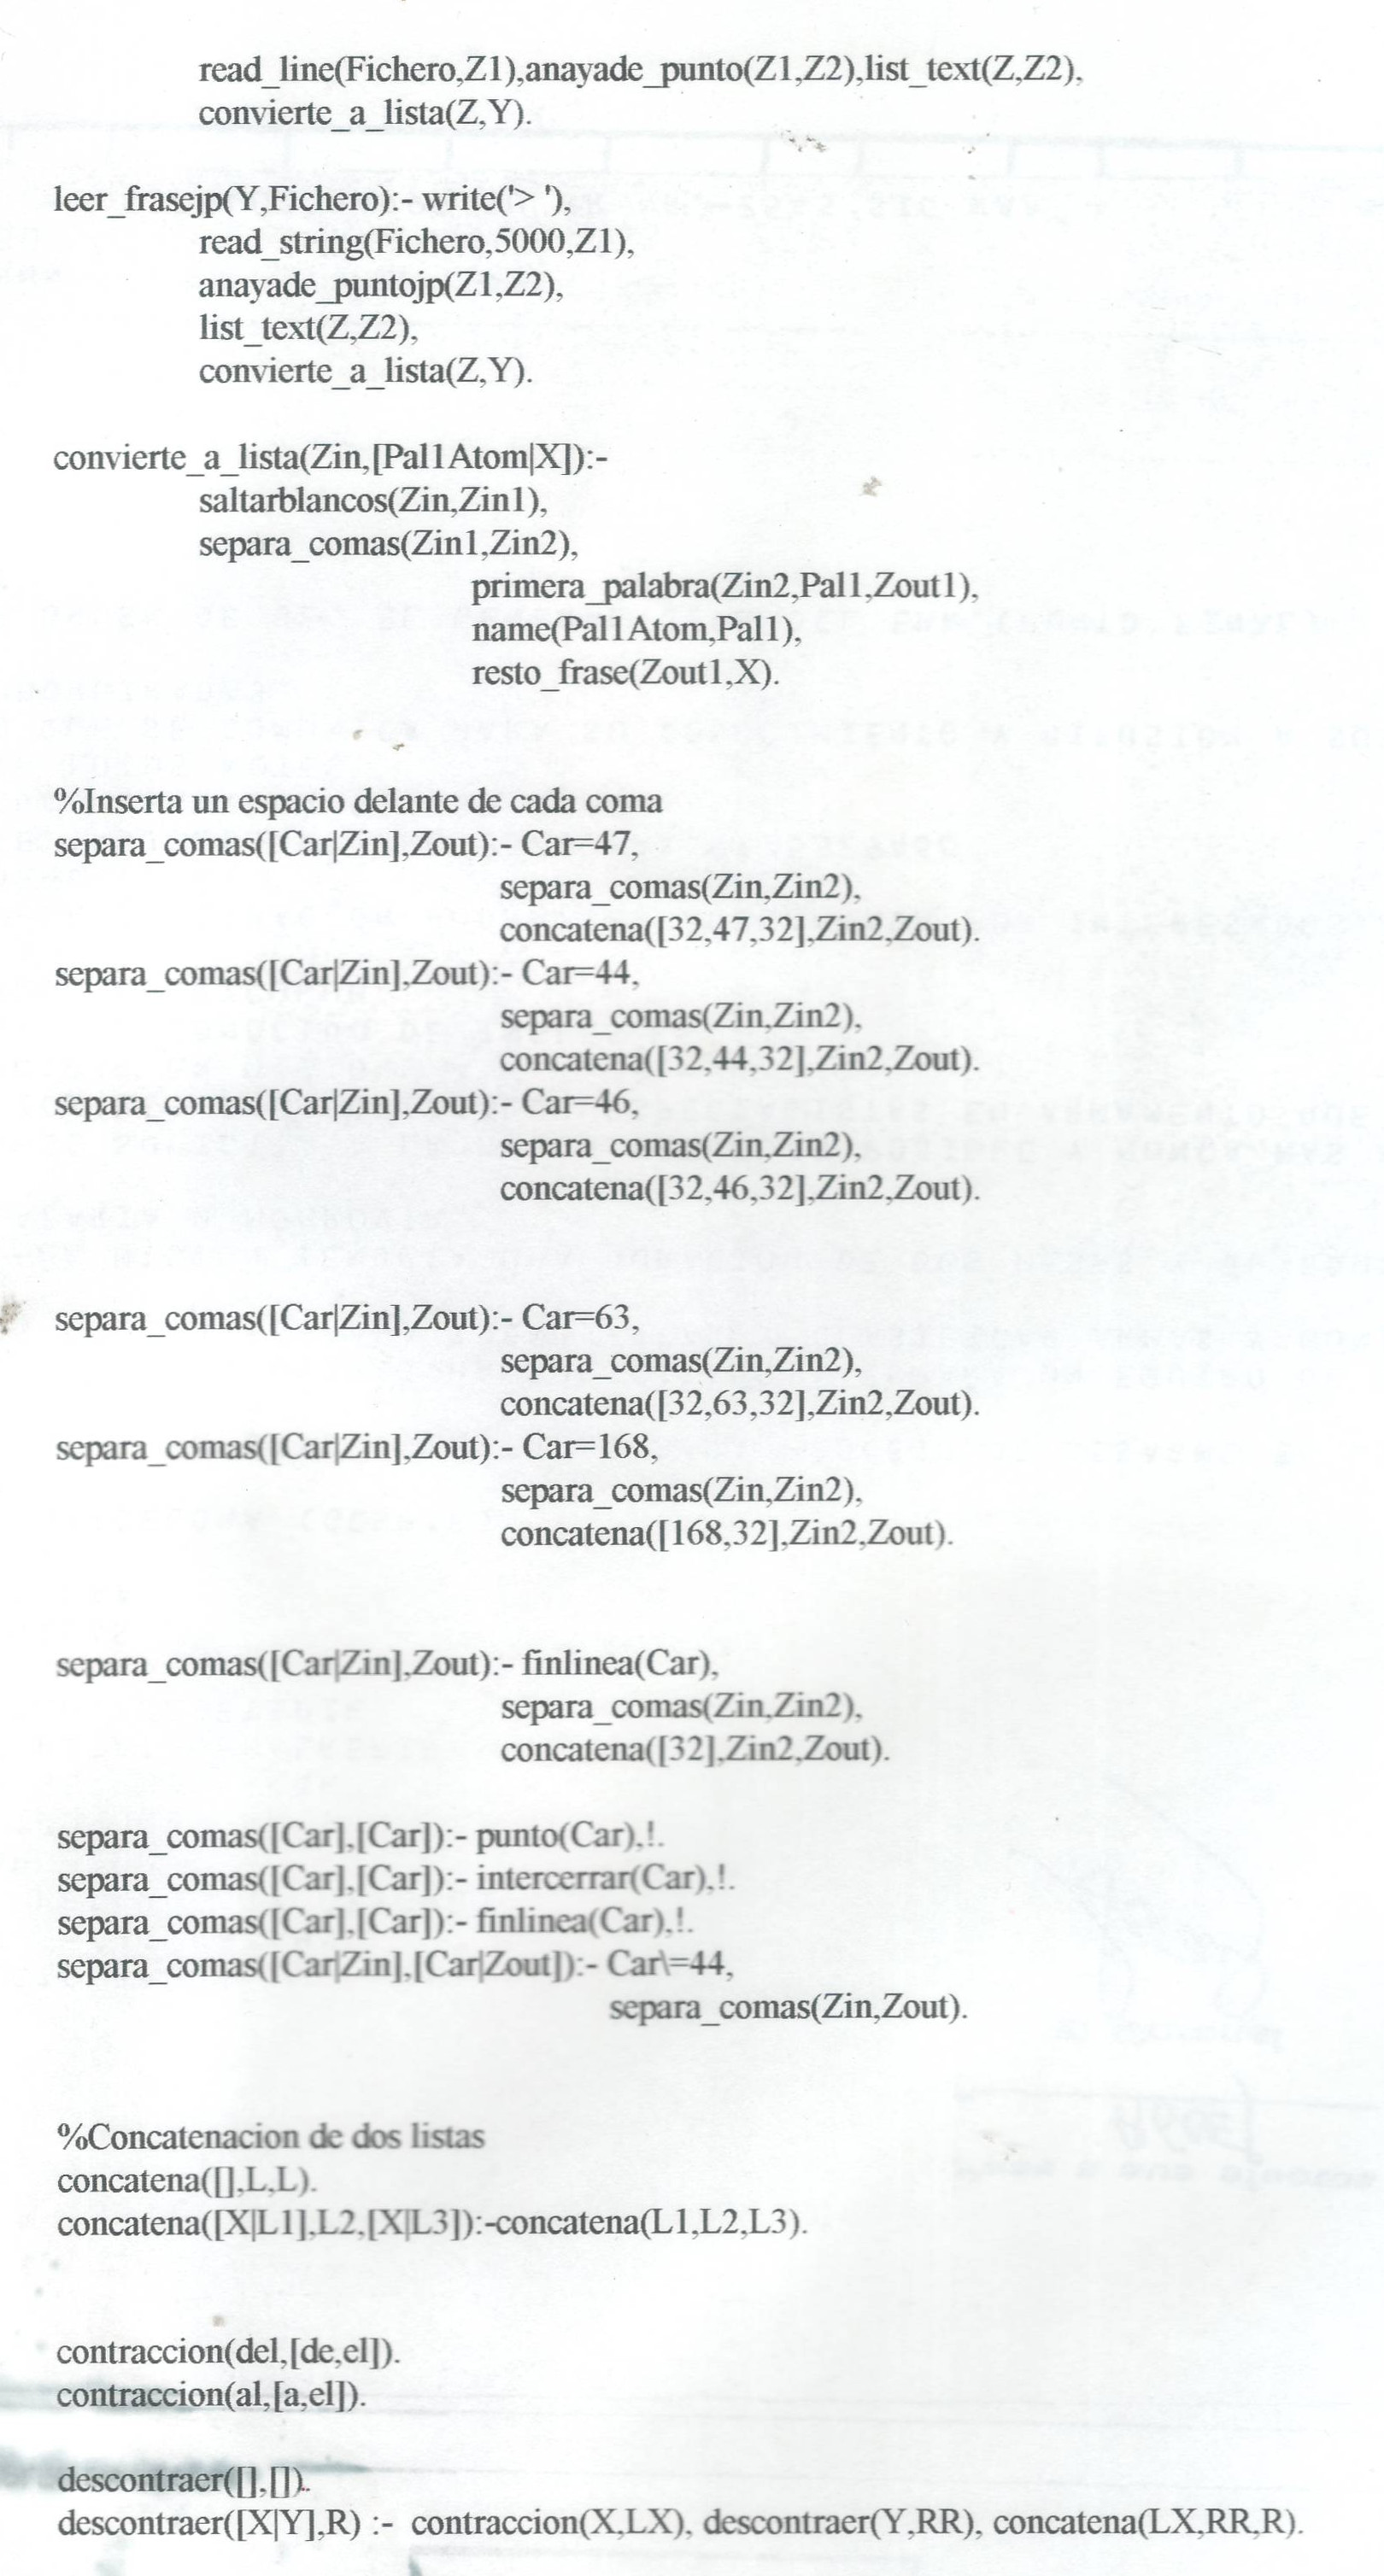 read_line(Fichero,Z1),anayade_punto(Z1,Z2),list_text(Z,Z2),
convierte_a_lista(Z,Y).
leer_frasejp(Y,Fichero):- write('> '),
read_string(Fichero,5000,Z1),
anayade_puntojp(Z1,Z2),
list_text(Z,Z2),
convierte_a_lista(Z,Y).
convierte_a_lista(Zin,[Pal1Atom|X]):-
saltarblancos(Zin,Zin1),
separa_comas(Zin1,Zin2),
primera_palabra(Zin2,Pal1,Zout1),
name(Pal1Atom,Pal1),
resto_frase(Zout1,X).
%Inserta un espacio delante de cada coma
separa_comas([Car|Zin],Zout):- Car=47,
separa_comas(Zin,Zin2),
concatena([32,47,32],Zin2,Zout).
separa_comas([Car|Zin],Zout):- Car=44,
separa_comas(Zin,Zin2),
concatena([32,44,32],Zin2,Zout).
separa_comas([Car|Zin],Zout):- Car=46,
separa_comas(Zin,Zin2),
concatena([32,46,32],Zin2,Zout).
separa_comas([Car|Zin],Zout):- Car=63,
separa_comas(Zin,Zin2),
concatena([32,63,32],Zin2,Zout).
separa_comas([Car|Zin],Zout):- Car=168,
separa_comas(Zin,Zin2),
concatena([168,32],Zin2,Zout).
separa_comas([Car|Zin],Zout):- finlinea(Car),
separa_comas(Zin,Zin2),
concatena([32],Zin2,Zout).
separa_comas([Car],[Car]):- punto(Car),!.
separa_comas([Car],[Car]):- intercerrar(Car),!.
separa_comas([Car],[Car]):- finlinea(Car),!.
separa_comas([Car|Zin],[Car|Zout]):- Car\=44,
separa_comas(Zin,Zout).
%Concatenacion de dos listas
concatena([],L,L).
concatena([X|L1],L2,[X|L3]):-concatena(L1,L2,L3).
contraccion(del,[de,el]).
contraccion(al,[a,el]).
descontraer([],[]).
descontraer([X|Y],R) :- contraccion(X,LX), descontraer(Y,RR), concatena(LX,RR,R).